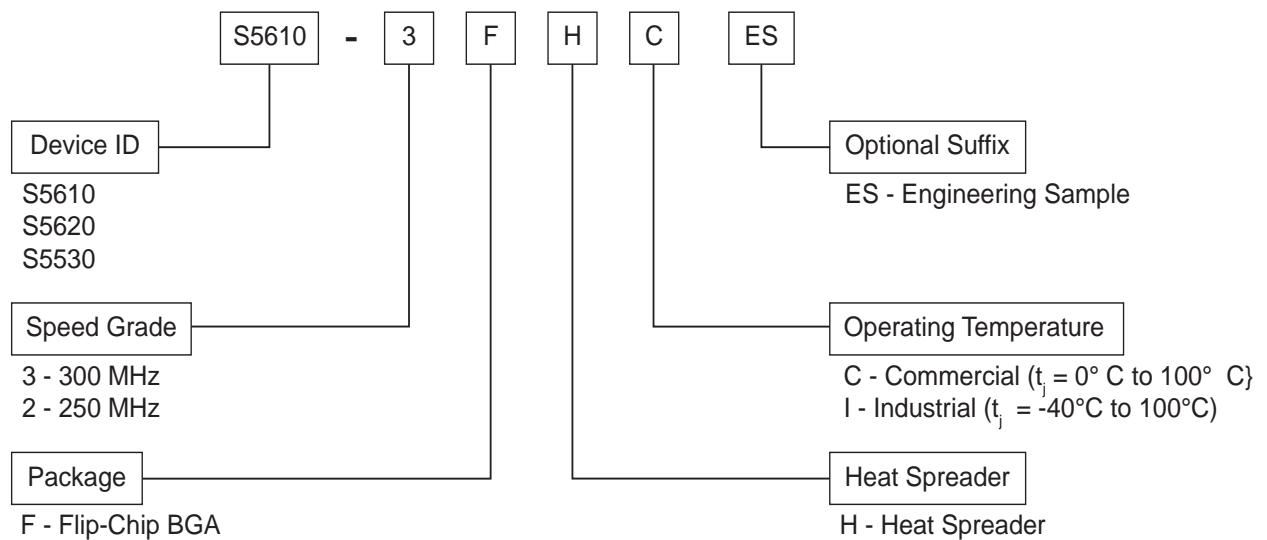 S5610 - 3 F H C ES
Device ID
S5610
S5620
S5530
Optional Suffix
ES - Engineering Sample
Speed Grade
3 - 300 MHz
2 - 250 MHz
Operating Temperature
C - Commercial (tj = 0° C to 100° C}
I - Industrial (tj = -40°C to 100°C)
Package
F - Flip-Chip BGA
Heat Spreader
H - Heat Spreader